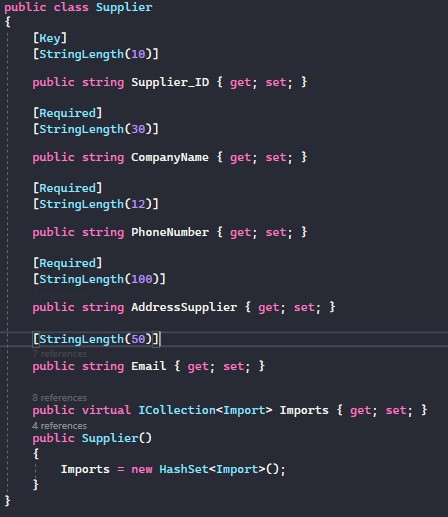 public class Supplier
{
[Key]
[StringLength(10)]
public string Supplier_ID { get; set; }
[Required]
[StringLength(30)]
public string CompanyName { get; set; }
[Required]
[StringLength(12)]
public string PhoneNumber { get; set; }
[Required]
[StringLength(100)]
public string AddressSupplier { get; set; }
[StringLength(50)]
7 references
public string Email { get; set; }
8 references
public virtual ICollection<Import> Imports { get; set; }
4 references
public Supplier()
{
Imports = new HashSet<Import>();
}
}